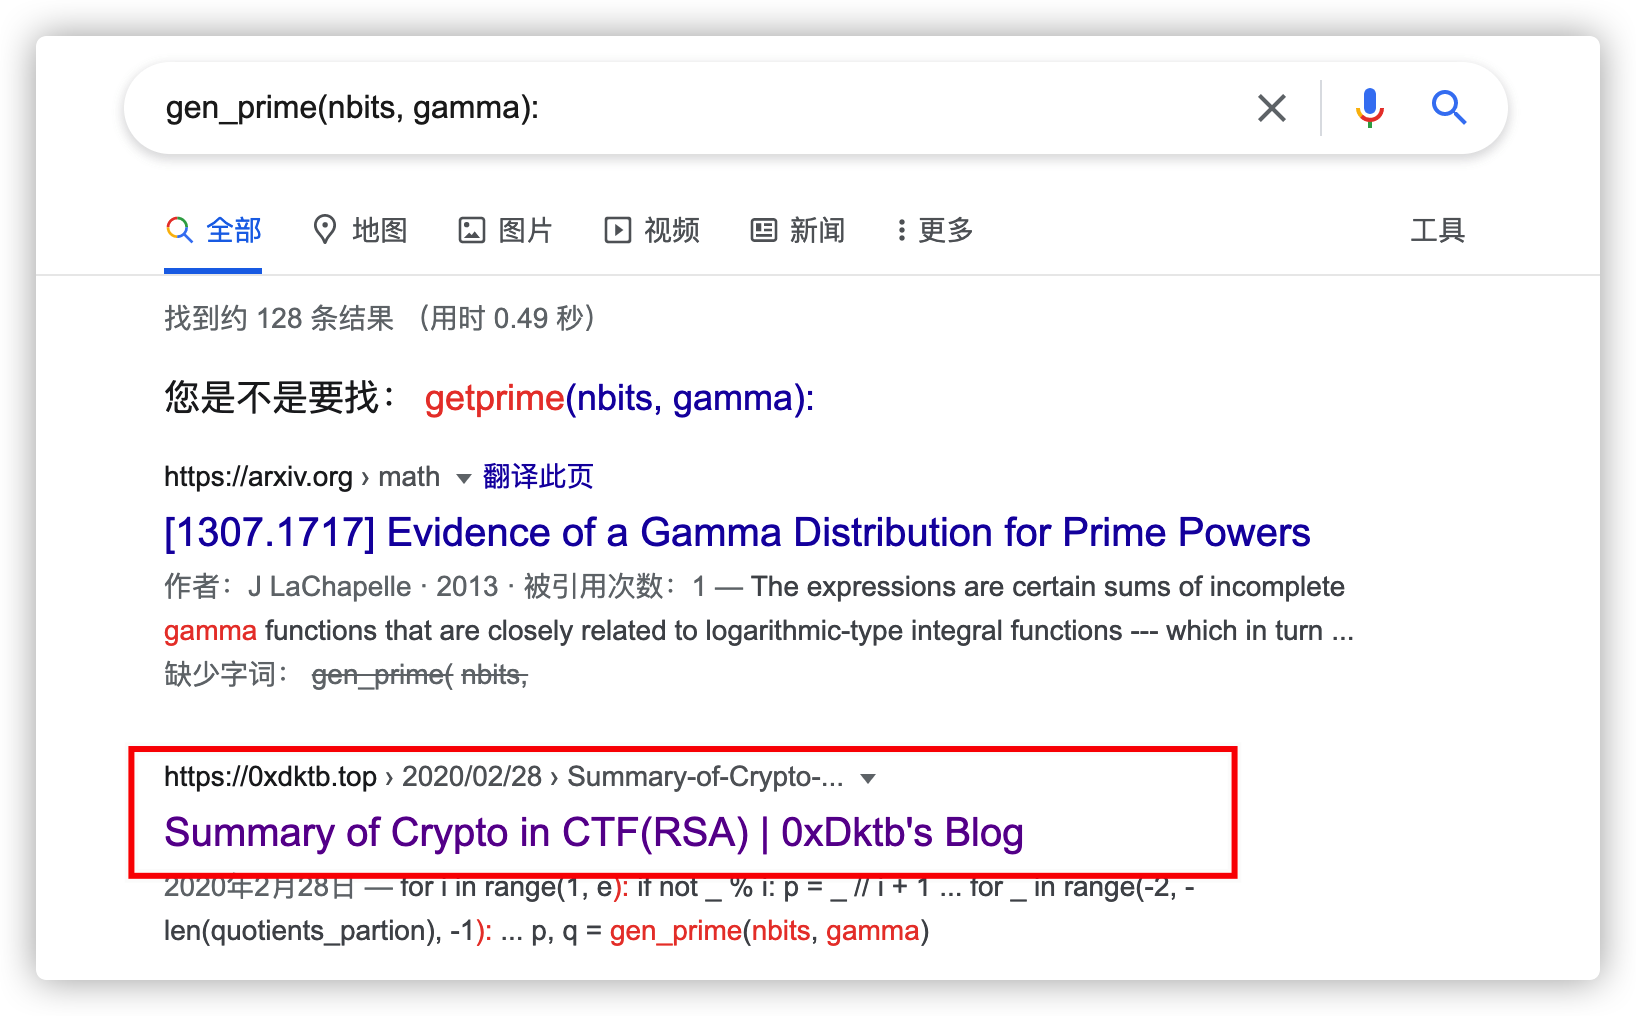 gen_prime(nbits, gamma):
全部 地图 图片 视频 新闻 更多 工具
找到约 128 条结果 （用时 0.49 秒）
您是不是要找： getprime(nbits, gamma):
https://arxiv.org › math 翻译此页
[1307.1717] Evidence of a Gamma Distribution for Prime Powers
作者：J LaChapelle · 2013 · 被引用次数：1 — The expressions are certain sums of incomplete
gamma functions that are closely related to logarithmic-type integral functions --- which in turn ...
缺少字词： gen_prime( nbits,
https://0xdktb.top › 2020/02/28 › Summary-of-Crypto-...
Summary of Crypto in CTF(RSA) | 0xDktb's Blog
2020年2月28日 — for i in range(1, e): if not _ % i: p = _ // i + 1 ... for _ in range(-2, -
len(quotients_partion), -1): ... p, q = gen_prime(nbits, gamma)